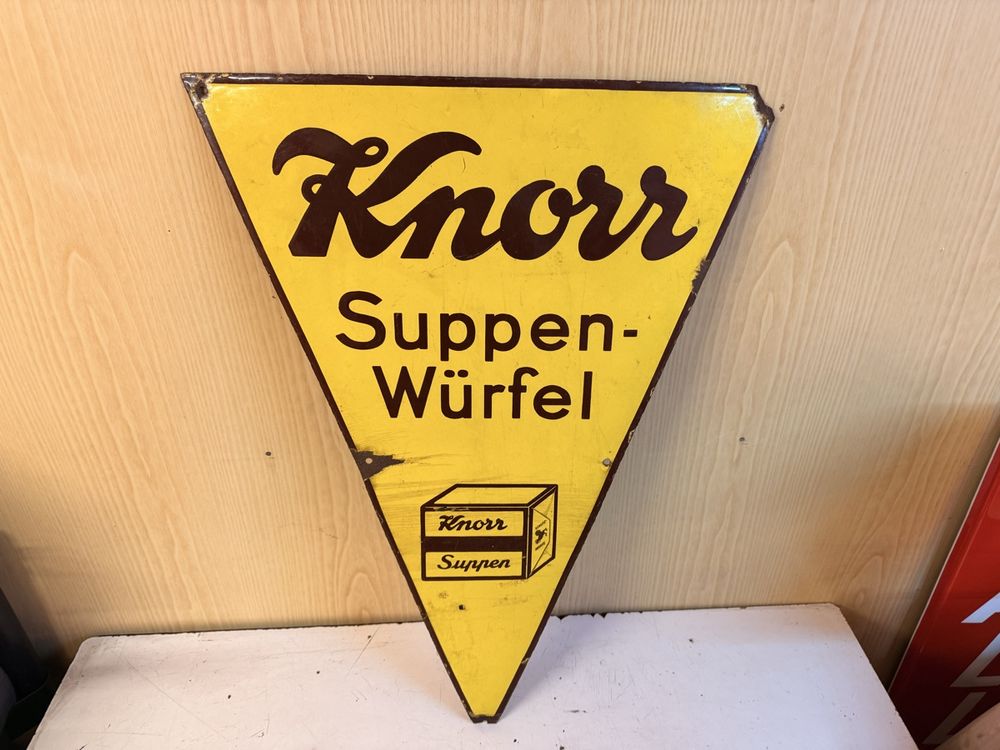 Knorr
Suppen-
Würfel
Knorr
Suppen